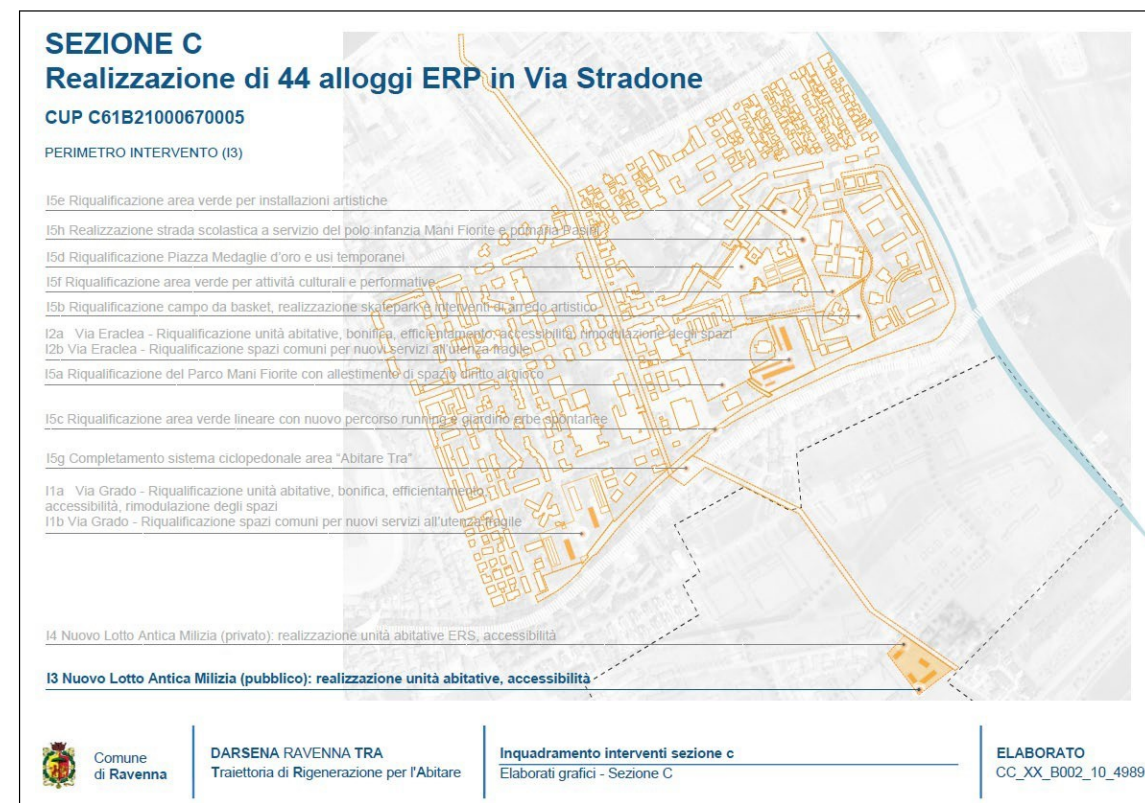 SEZIONE C
Realizzazione di 44 alloggi ERP in Via Stradone
CUP C61B21000670005
PERIMETRO INTERVENTO (I3)
I5e Riqualificazione area verde per installazioni artistiche
I5h Realizzazione strada scolastica a servizio del polo infanzia Mani Fiorite e primaria Pasini
I5d Riqualificazione Piazza Medaglie d'oro e usi temporanei
I5f Riqualificazione area verde per attività culturali e performative
I5b Riqualificazione campo da basket, realizzazione skatepark e interventi di arredo artistico
I2a Via Eraclea - Riqualificazione unità abitative, bonifica, efficientamento, accessibilità, rimodulazione degli spazi
I2b Via Eraclea - Riqualificazione spazi comuni per nuovi servizi all'utenza fragile
I5a Riqualificazione del Parco Mani Fiorite con allestimento di spazio diritto al gioco
I5c Riqualificazione area verde lineare con nuovo percorso running e giardino erbe spontanee
I5g Completamento sistema ciclopedonale area "Abitare Tra"
I1a Via Grado - Riqualificazione unità abitative, bonifica, efficientamento,
accessibilità, rimodulazione degli spazi
I1b Via Grado - Riqualificazione spazi comuni per nuovi servizi all'utenza fragile
I4 Nuovo Lotto Antica Milizia (privato): realizzazione unità abitative ERS, accessibilità
I3 Nuovo Lotto Antica Milizia (pubblico): realizzazione unità abitative, accessibilità
Comune
di Ravenna
DARSENA RAVENNA TRA
Traiettoria di Rigenerazione per l'Abitare
Inquadramento interventi sezione c
Elaborati grafici - Sezione C
ELABORATO
CC_XX_B002_10_4989